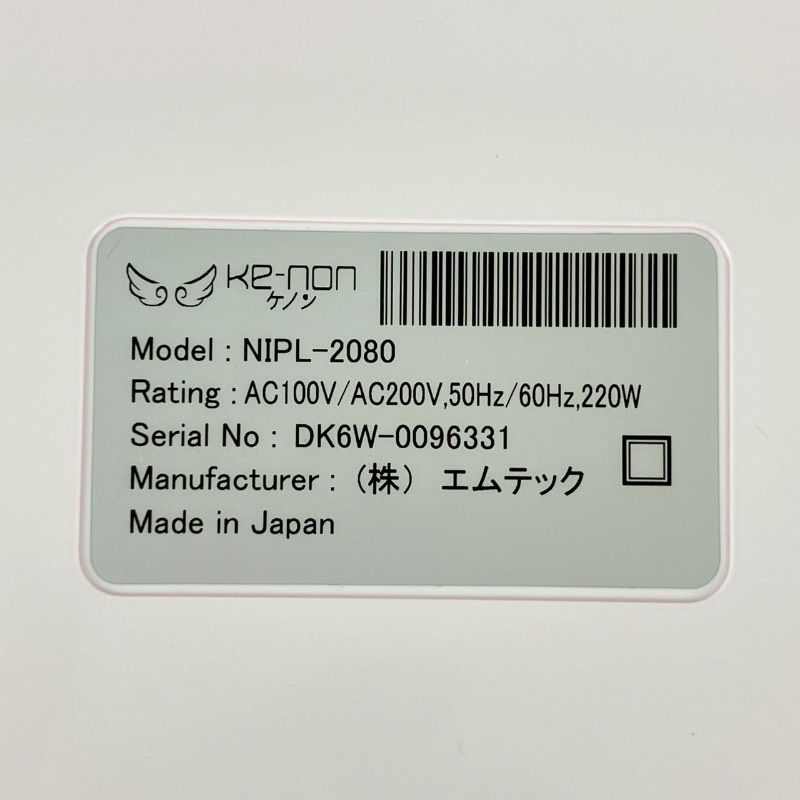 Ke-non
ケノン
Model : NIPL-2080
Rating : AC100V/AC200V,50Hz/60Hz,220W
Serial No : DK6W-0096331
Manufacturer : （株） エムテック
Made in Japan